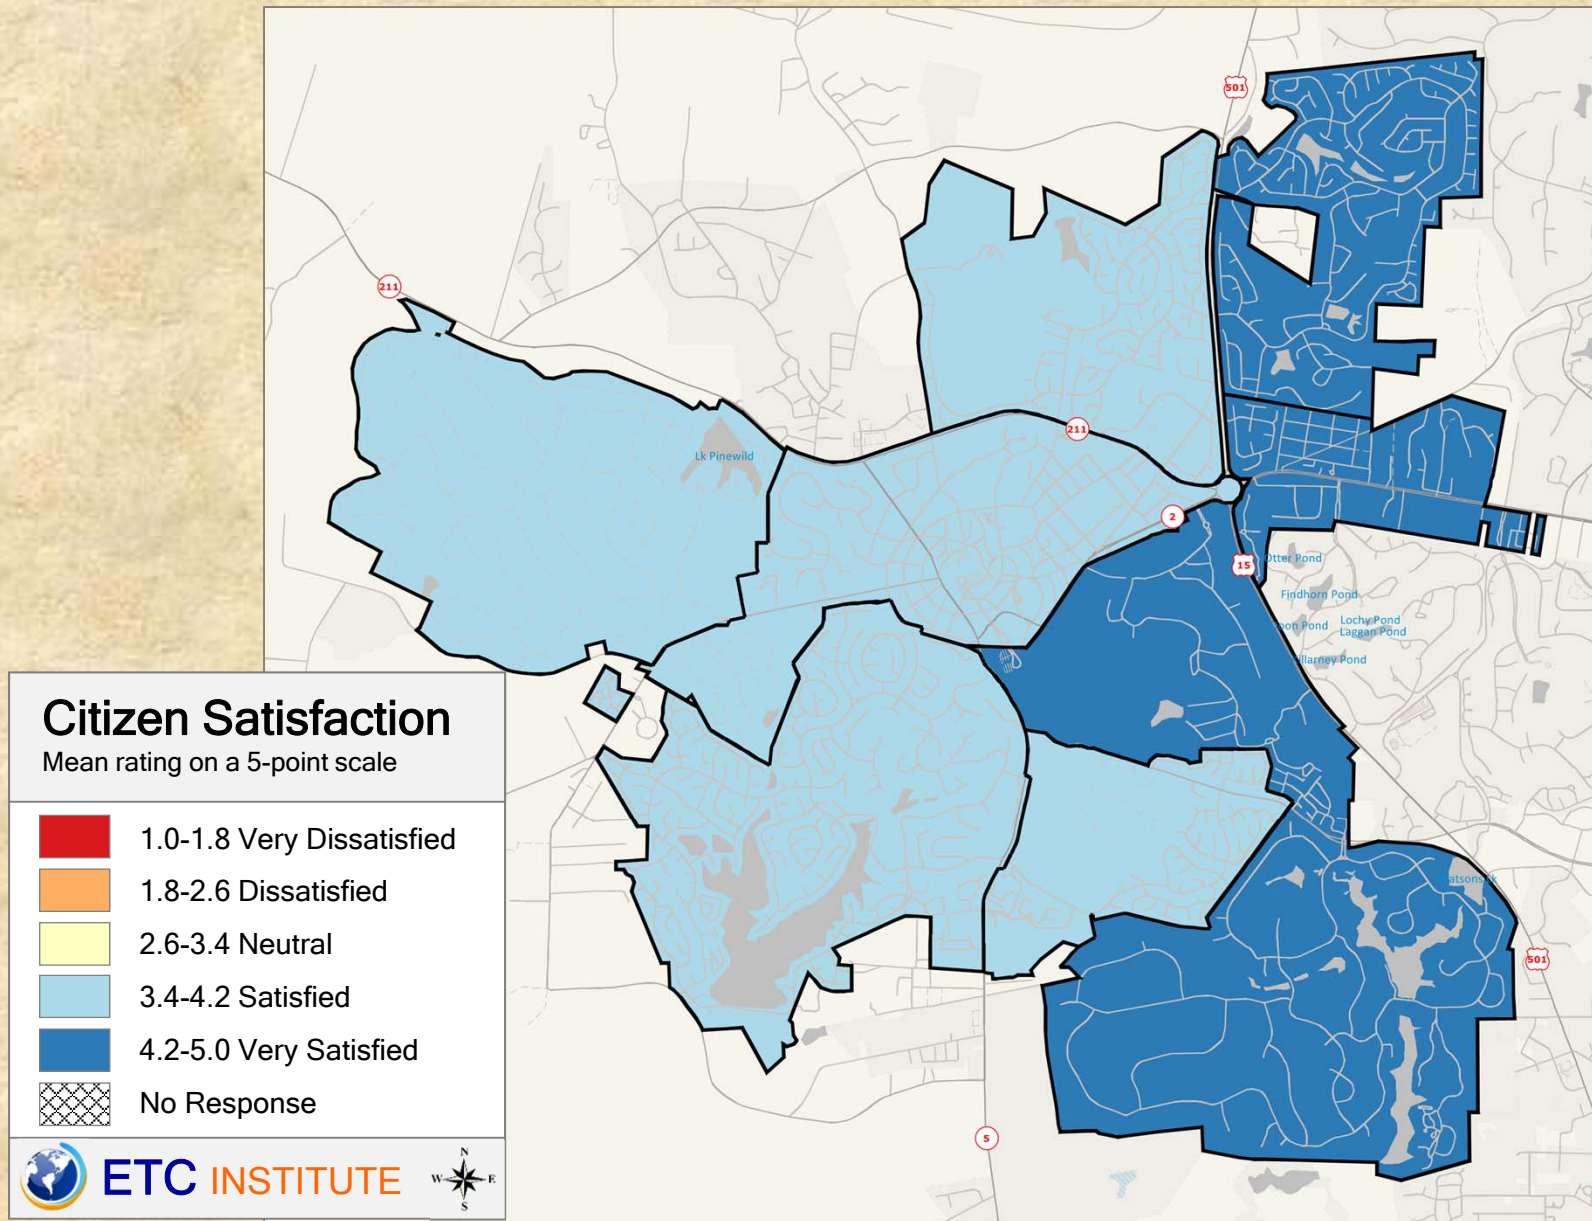 501
211
211
Lk Pinewild
2
15
Otter Pond
Findhorn Pond
Lochy Pond
Pond
Laggan Pond
Pond
501
5
Citizen Satisfaction
Mean rating on a 5-point scale
1.0-1.8 Very Dissatisfied
1.8-2.6 Dissatisfied
2.6-3.4 Neutral
3.4-4.2 Satisfied
4.2-5.0 Very Satisfied
No Response
ETC INSTITUTE
N
W E
S